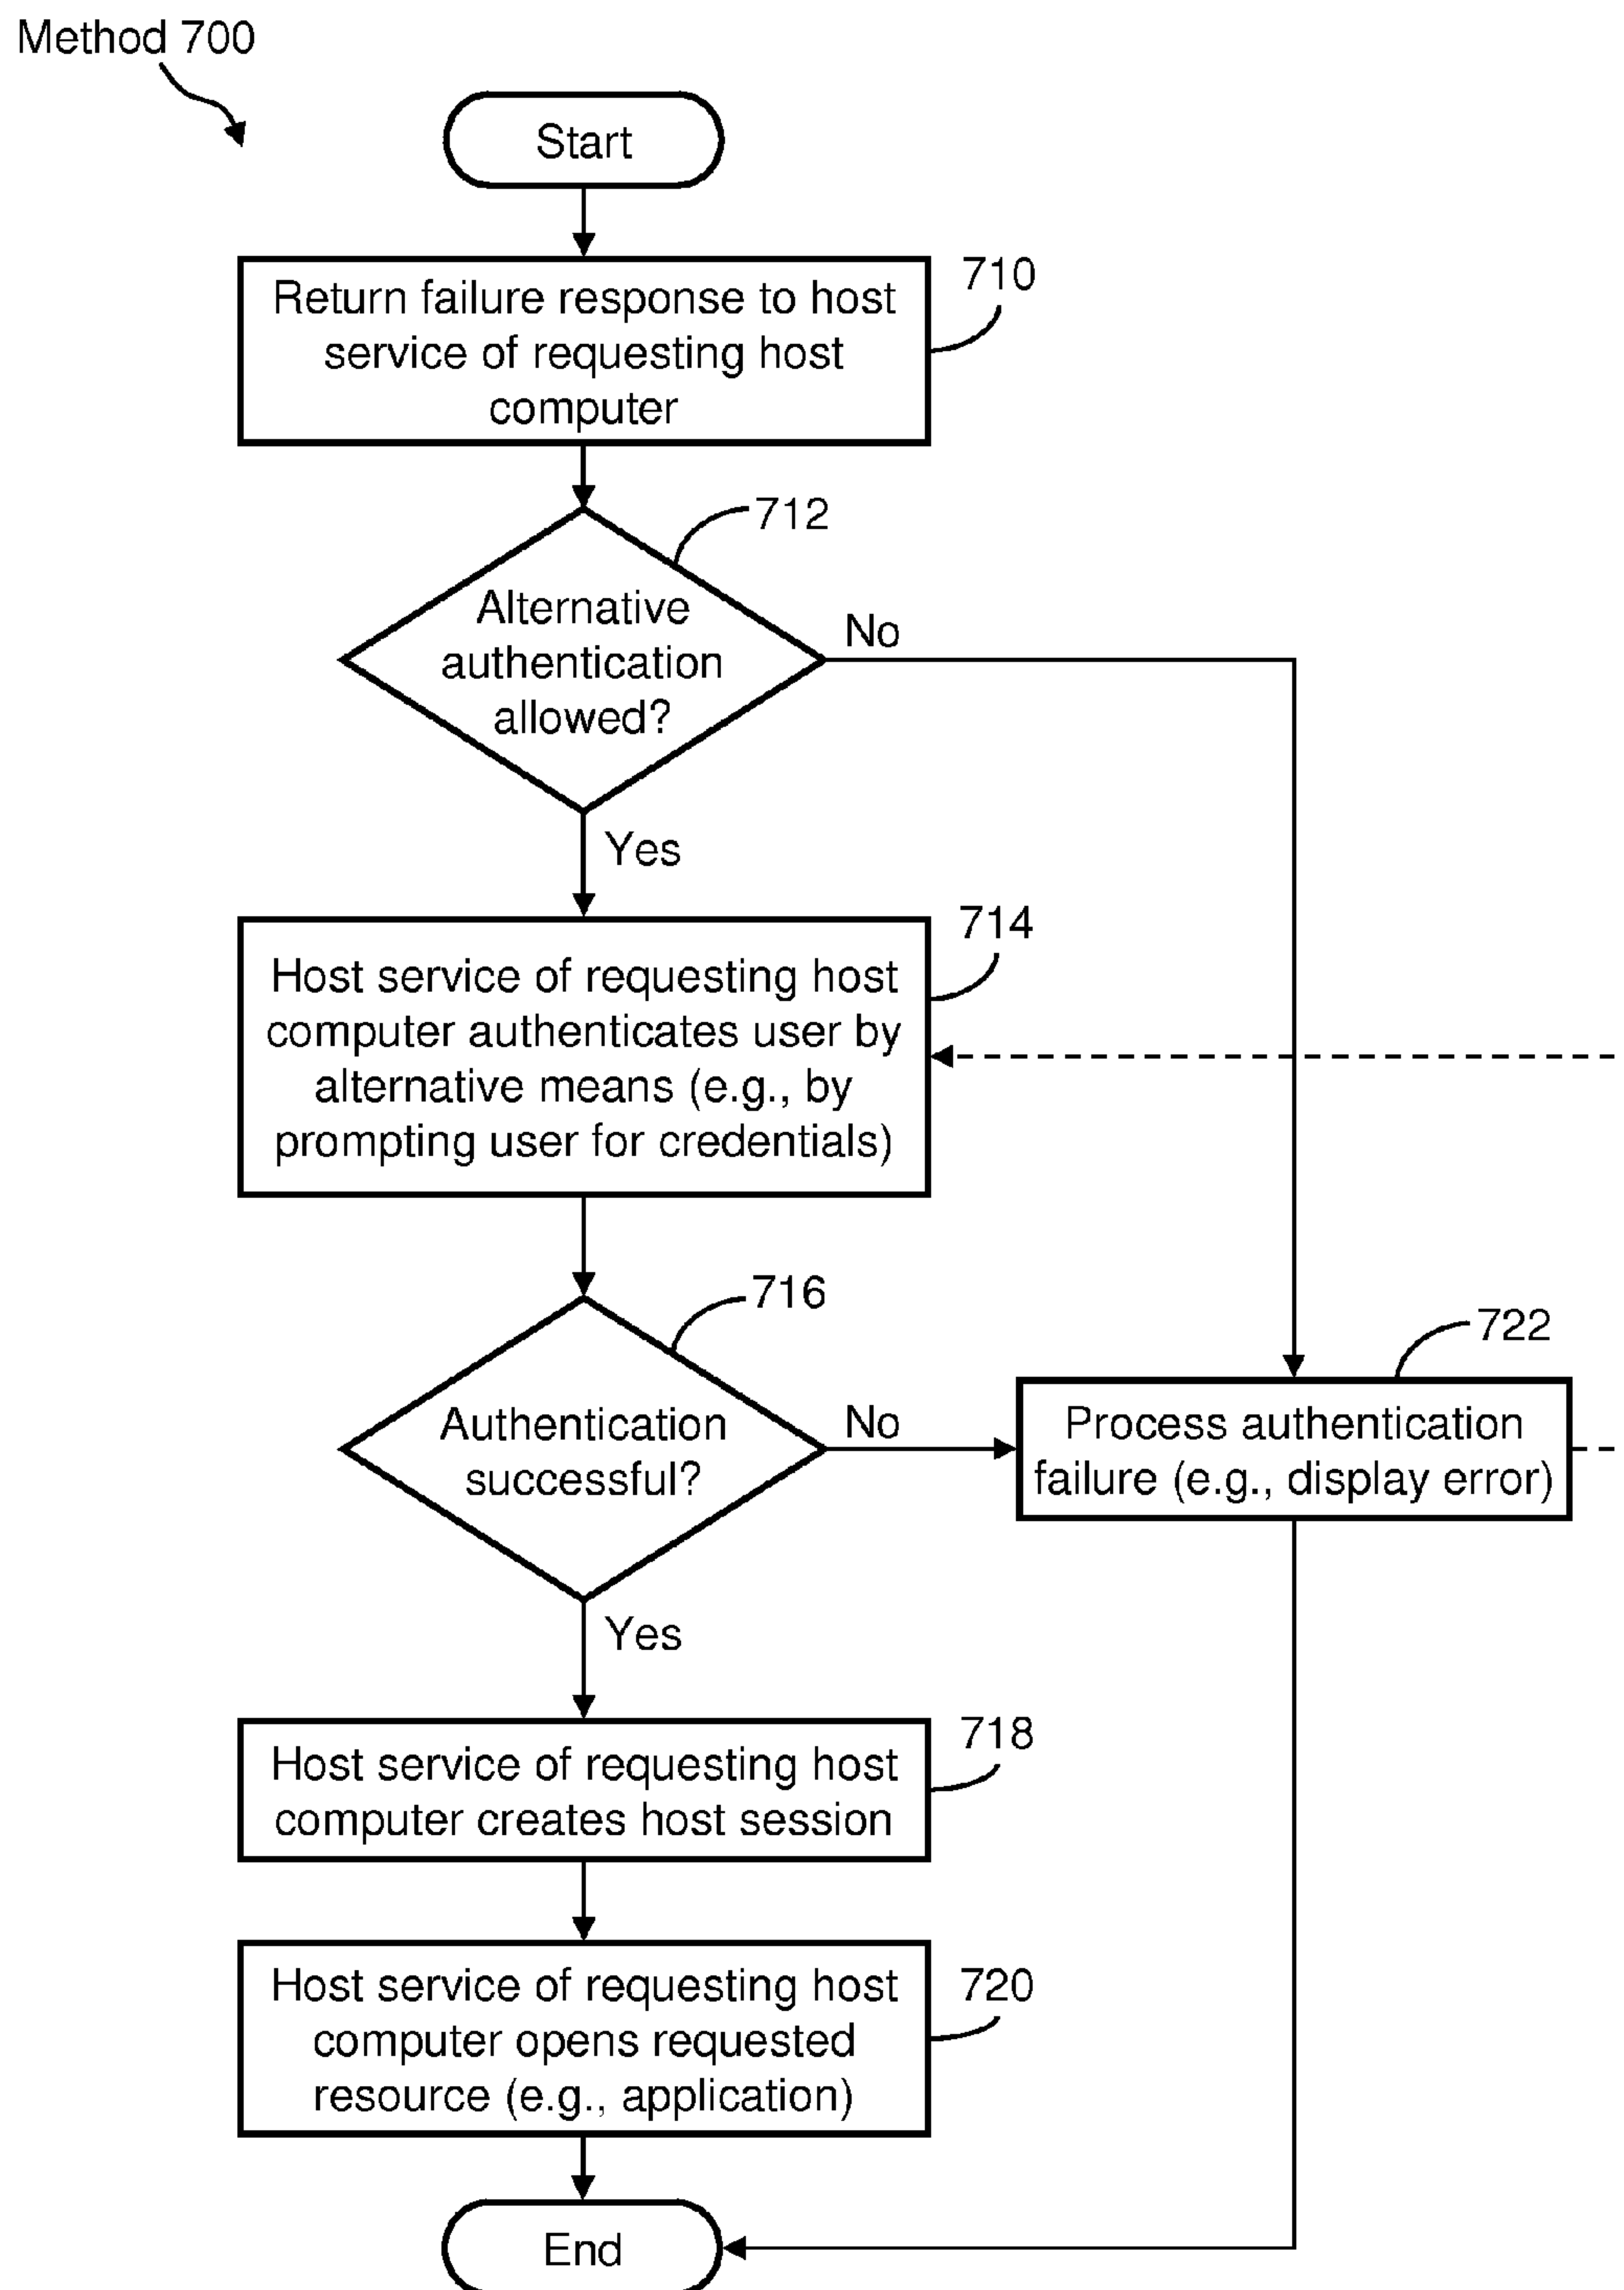 Method 700
Start
710
Return failure response to host
service of requesting host
computer
712
Alternative
authentication
allowed?
No
Yes
714
Host service of requesting host
computer authenticates user by
alternative means (e.g., by
prompting user for credentials)
716
Authentication
successful?
No
722
Process authentication
failure (e.g., display error)
Yes
718
Host service of requesting host
computer creates host session
720
Host service of requesting host
computer opens requested
resource (e.g., application)
End